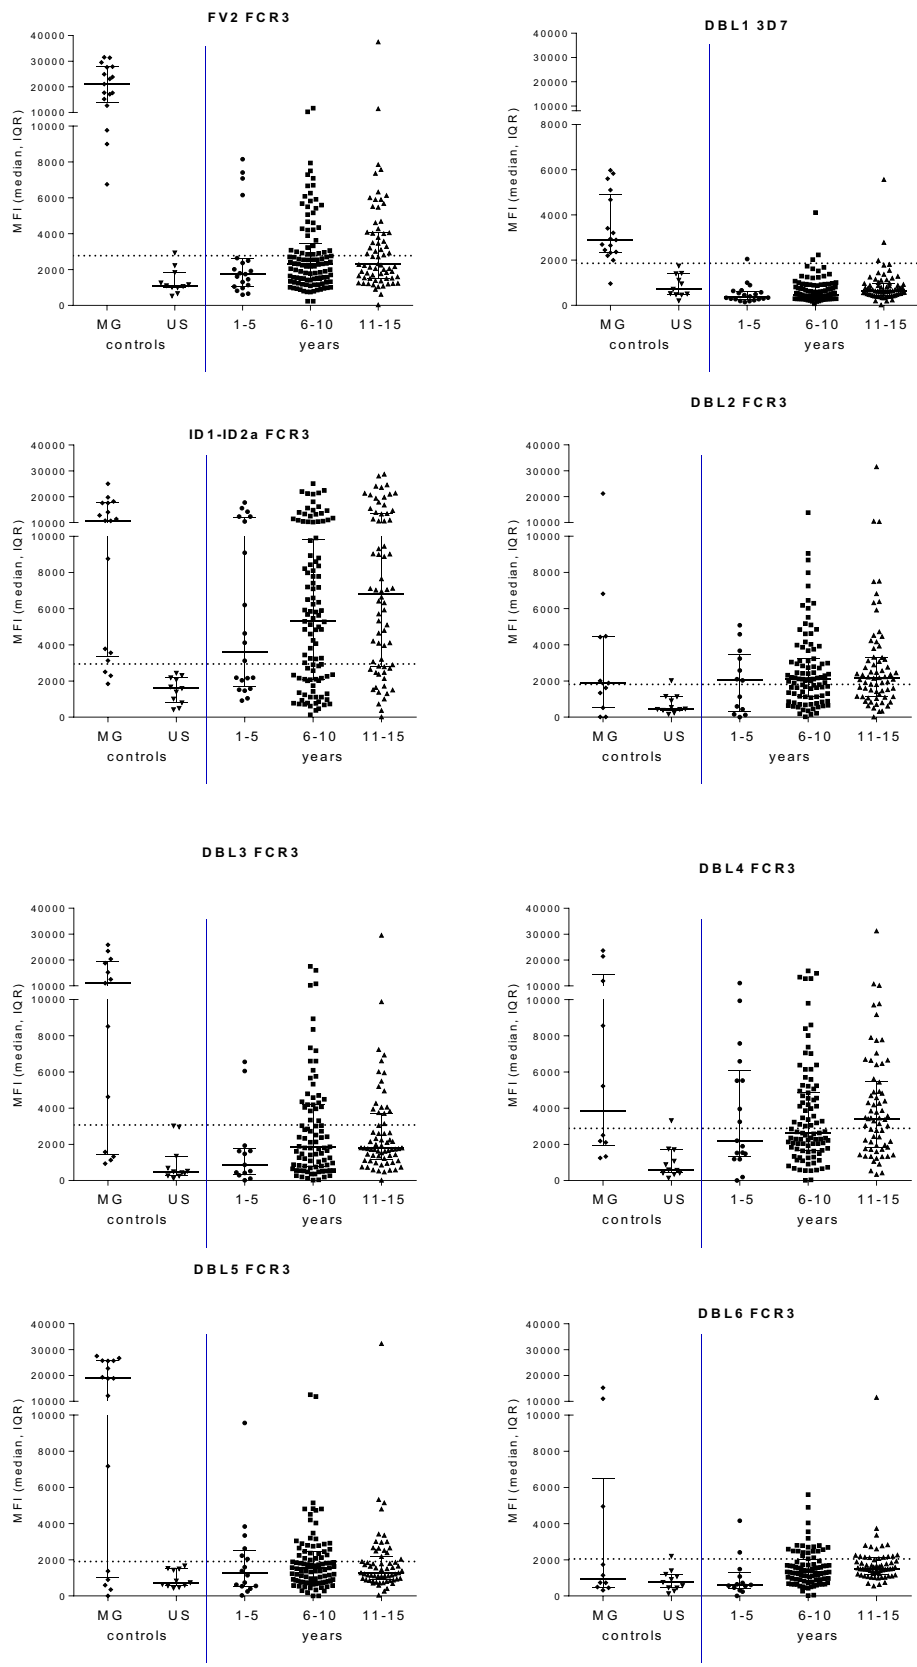 FV2 FCR3
MFI (median, IQR)
40000
30000
20000
10000
10000
8000
6000
4000
2000
0
MG US 1-5 6-10 11-15
controls years
DBL1 3D7
MFI (median, IQR)
40000
30000
20000
10000
8000
6000
4000
2000
0
MG US 1-5 6-10 11-15
controls years
ID1-ID2a FCR3
MFI (median, IQR)
40000
30000
20000
10000
10000
8000
6000
4000
2000
0
MG US 1-5 6-10 11-15
controls years
DBL2 FCR3
MFI (median, IQR)
40000
30000
20000
10000
10000
8000
6000
4000
2000
0
MG US 1-5 6-10 11-15
controls years
DBL3 FCR3
MFI (median, IQR)
40000
30000
20000
10000
10000
8000
6000
4000
2000
0
MG US 1-5 6-10 11-15
controls years
DBL4 FCR3
MFI (median, IQR)
40000
30000
20000
10000
10000
8000
6000
4000
2000
0
MG US 1-5 6-10 11-15
controls years
DBL5 FCR3
MFI (median, IQR)
40000
30000
20000
10000
10000
8000
6000
4000
2000
0
MG US 1-5 6-10 11-15
controls years
DBL6 FCR3
MFI (median, IQR)
40000
30000
20000
10000
10000
8000
6000
4000
2000
0
MG US 1-5 6-10 11-15
controls years